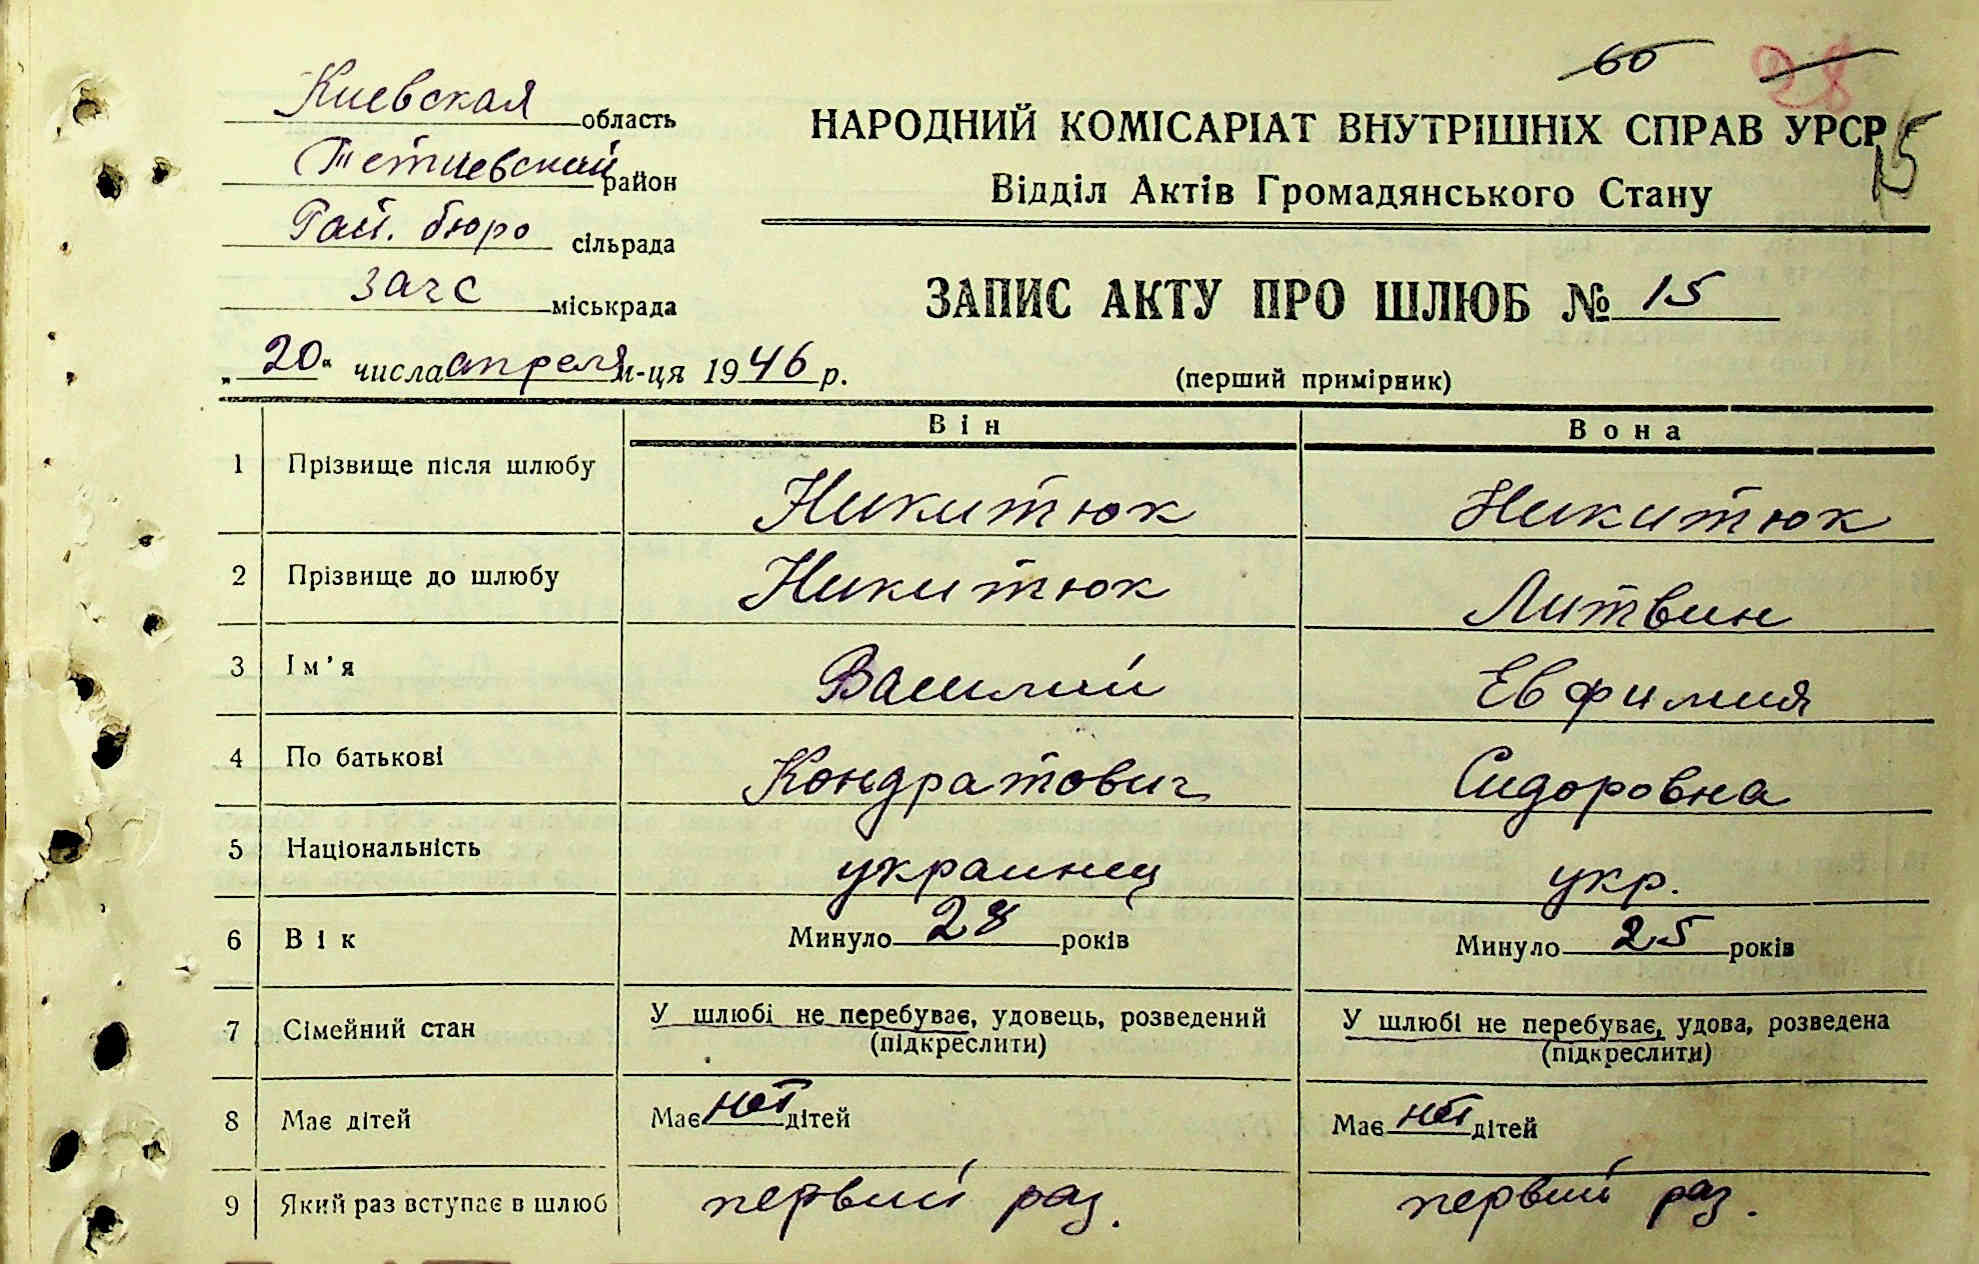 60 28
15
Киевская область
Тетиевский район
Рай. бюро сільрада
загс міськрада
„20" числа апреля м-ця 1946 р.
НАРОДНИЙ КОМІСАРІАТ ВНУТРІШНІХ СПРАВ УРСР
Відділ Актів Громадянського Стану
ЗАПИС АКТУ ПРО ШЛЮБ № 15
(перший примірник)
Він Вона
1 Прізвище після шлюбу Никитюк Никитюк
2 Прізвище до шлюбу Никитюк Литвин
3 Ім'я Василий Евфимия
4 По батькові Кондратович Сидоровна
5 Національність украинец укр.
6 Вік Минуло 28 років Минуло 25 років
7 Сімейний стан У шлюбі не перебуває, удовець, розведений У шлюбі не перебуває, удова, розведена
(підкреслити) (підкреслити)
8 Має дітей Має нет дітей Має нет дітей
9 Який раз вступає в шлюб первый раз. первый раз.